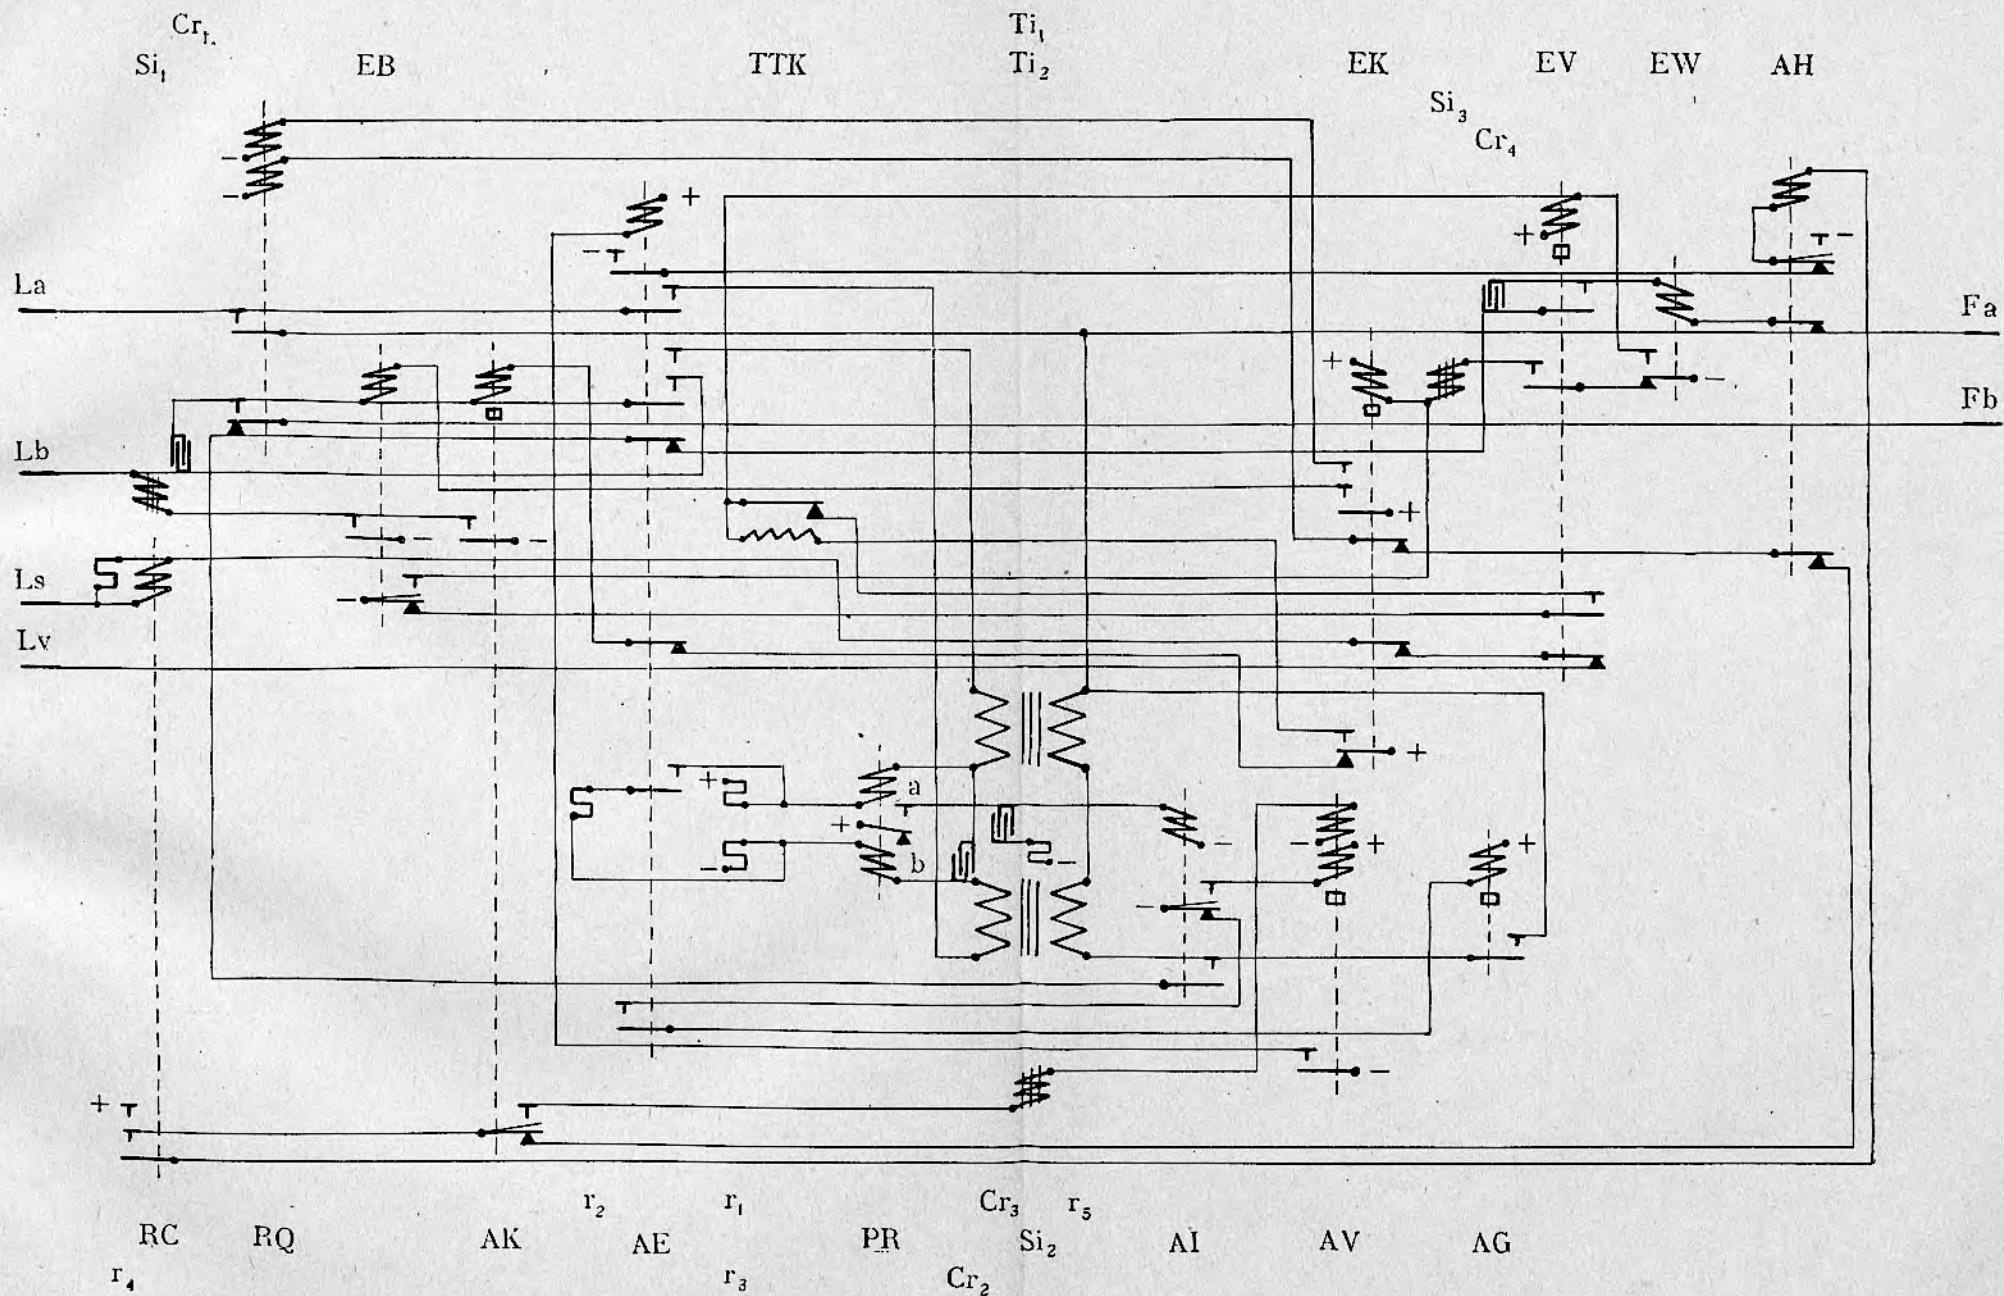 Cr₁. Ti₁
Si₁ EB TTK Ti₂ EK EV EW AH
Si₃
Cr₄
-
- + 
- + -
La Fa
+ -
Fb
Lb
- - +
Ls -
Lv
+
+ a
+ - - + +
- b -
-
-
+
r₂ r₁ Cr₃ r₅
RC RQ AK AE PR Si₂ AI AV AG
r₄ r₃ Cr₂